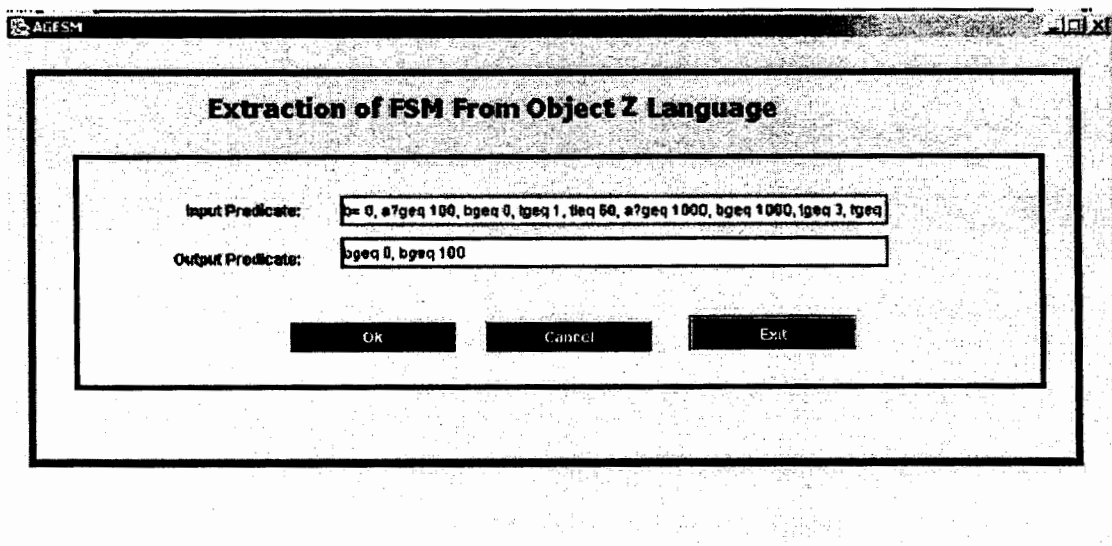 AGESM
Extraction of FSM From Object Z Language
Input Predicate: b= 0, a?geq 100, bgeq 0, tgeq 1, tleq 50, a?geq 1000, bgeq 1000, tgeq 3, tgeq
Output Predicate: bgeq 0, bgeq 100
Ok Cancel Exit